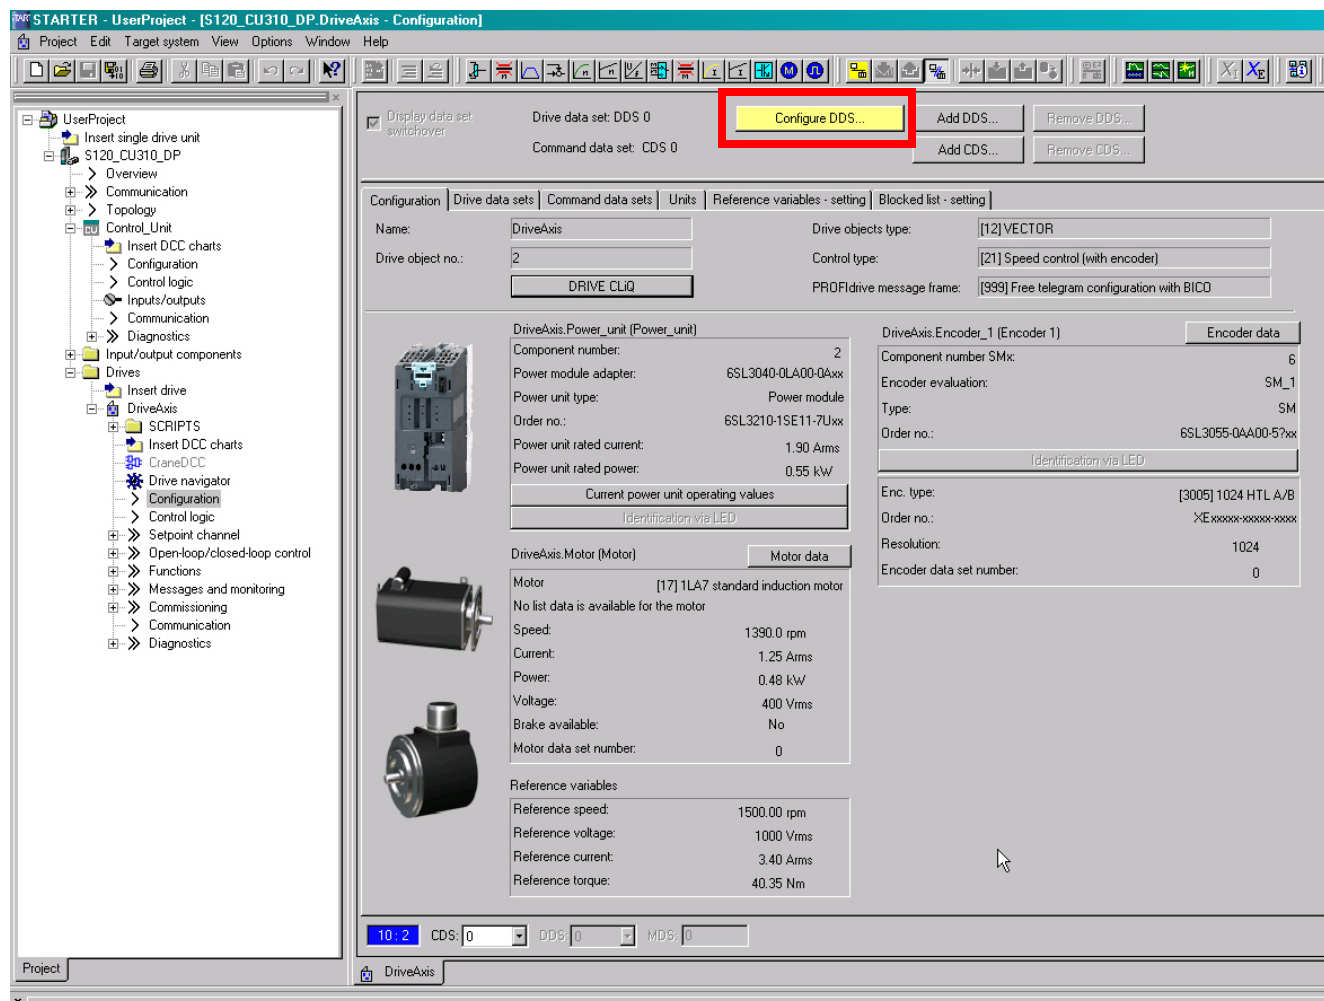 STARTER - UserProject - [S120_CU310_DP.DriveAxis - Configuration]
Project Edit Target system View Options Window Help
UserProject
Insert single drive unit
S120_CU310_DP
Overview
Communication
Topology
Control_Unit
Insert DCC charts
Configuration
Control logic
Inputs/outputs
Communication
Diagnostics
Input/output components
Drives
Insert drive
DriveAxis
SCRIPTS
Insert DCC charts
CraneDCC
Drive navigator
Configuration
Control logic
Setpoint channel
Open-loop/closed-loop control
Functions
Messages and monitoring
Commissioning
Communication
Diagnostics
Project
Display data set
switchover
Drive data set: DDS 0
Configure DDS...
Add DDS...
Remove DDS...
Command data set: CDS 0
Add CDS...
Remove CDS...
Configuration Drive data sets Command data sets Units Reference variables - setting Blocked list - setting
Name: DriveAxis
Drive objects type: [12] VECTOR
Drive object no.: 2
Control type: [21] Speed control (with encoder)
DRIVE CLiQ
PROFIdrive message frame: [999] Free telegram configuration with BICO
DriveAxis.Power_unit (Power_unit)
Component number: 2
Power module adapter: 6SL3040-0LA00-0Axx
Power unit type: Power module
Order no.: 6SL3210-1SE11-7Uxx
Power unit rated current: 1.90 Arms
Power unit rated power: 0.55 kW
Current power unit operating values
Identification via LED
DriveAxis.Encoder_1 (Encoder 1)
Encoder data
Component number SMx: 6
Encoder evaluation: SM_1
Type: SM
Order no.: 6SL3055-0AA00-5?xx
Identification via LED
Enc. type: [3005] 1024 HTL A/B
Order no.: XExxxxx-xxxxx-xxxx
Resolution: 1024
Encoder data set number: 0
DriveAxis.Motor (Motor)
Motor data
Motor [17] 1LA7 standard induction motor
No list data is available for the motor
Speed: 1390.0 rpm
Current: 1.25 Arms
Power: 0.48 kW
Voltage: 400 Vrms
Brake available: No
Motor data set number: 0
Reference variables
Reference speed: 1500.00 rpm
Reference voltage: 1000 Vrms
Reference current: 3.40 Arms
Reference torque: 40.35 Nm
10 : 2 CDS: 0 DDS: 0 MDS: 0
DriveAxis